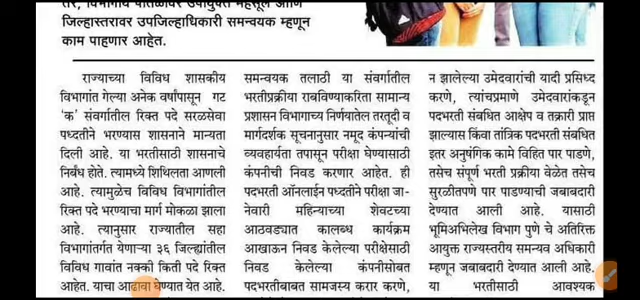 तर, विभागीय पातळीवर उपायुक्त महसूल आणि
जिल्हास्तरावर उपजिल्हाधिकारी समन्वयक म्हणून
काम पाहणार आहेत.
राज्याच्या विविध शासकीय
विभागांत गेल्या अनेक वर्षांपासून गट
'क' संवर्गातील रिक्त पदे सरळसेवा
पध्दतीने भरण्यास शासनाने मान्यता
दिली आहे. या भरतीसाठी शासनाचे
निर्बंध होते. त्यामध्ये शिथिलता आणली
आहे. त्यामुळेच विविध विभागांतील
रिक्त पदे भरण्याचा मार्ग मोकळा झाला
आहे. त्यानुसार राज्यातील सहा
विभागांतर्गत येणाऱ्या ३६ जिल्ह्यांतील
विविध गावांत नक्की किती पदे रिक्त
आहेत. याचा आढावा घेण्यात येत आहे.
समन्वयक तलाठी या संवर्गातील
भरतीप्रक्रीया राबविण्याकरिता सामान्य
प्रशासन विभागाच्या निर्णयातील तरतूदी व
मार्गदर्शक सूचनानुसार नमूद कंपन्यांची
व्यवहार्यता तपासून परीक्षा घेण्यासाठी
कंपनीची निवड करणार आहेत. ही
पदभरती ऑनलाईन पध्दतीने परीक्षा जा-
नेवारी महिन्याच्या शेवटच्या
आठवड्यात कालबध्द कार्यक्रम
आखाऊन निवड केलेल्या परीक्षेसाठी
निवड केलेल्या कंपनीसोबत
पदभरतीबाबत सामजस्य करार करणे,
न झालेल्या उमेदवारांची यादी प्रसिध्द
करणे, त्यांचप्रमाणे उमेदवारांकडून
पदभरती संबधित आक्षेप व तक्रारी प्राप्त
झाल्यास किंवा तांत्रिक पदभरती संबधित
इतर अनुषंगिक कामे विहित पार पाडणे,
तसेच संपूर्ण भरती प्रक्रीया वेळेत तसेच
सुरळीतपणे पार पाडण्याची जबाबदारी
देण्यात आली आहे. यासाठी
भूमिअभिलेख विभाग पुणे चे अतिरिक्त
आयुक्त राज्यस्तरीय समन्वय अधिकारी
म्हणून जबाबदारी देण्यात आली आहे.
या भरतीसाठी आवश्यक